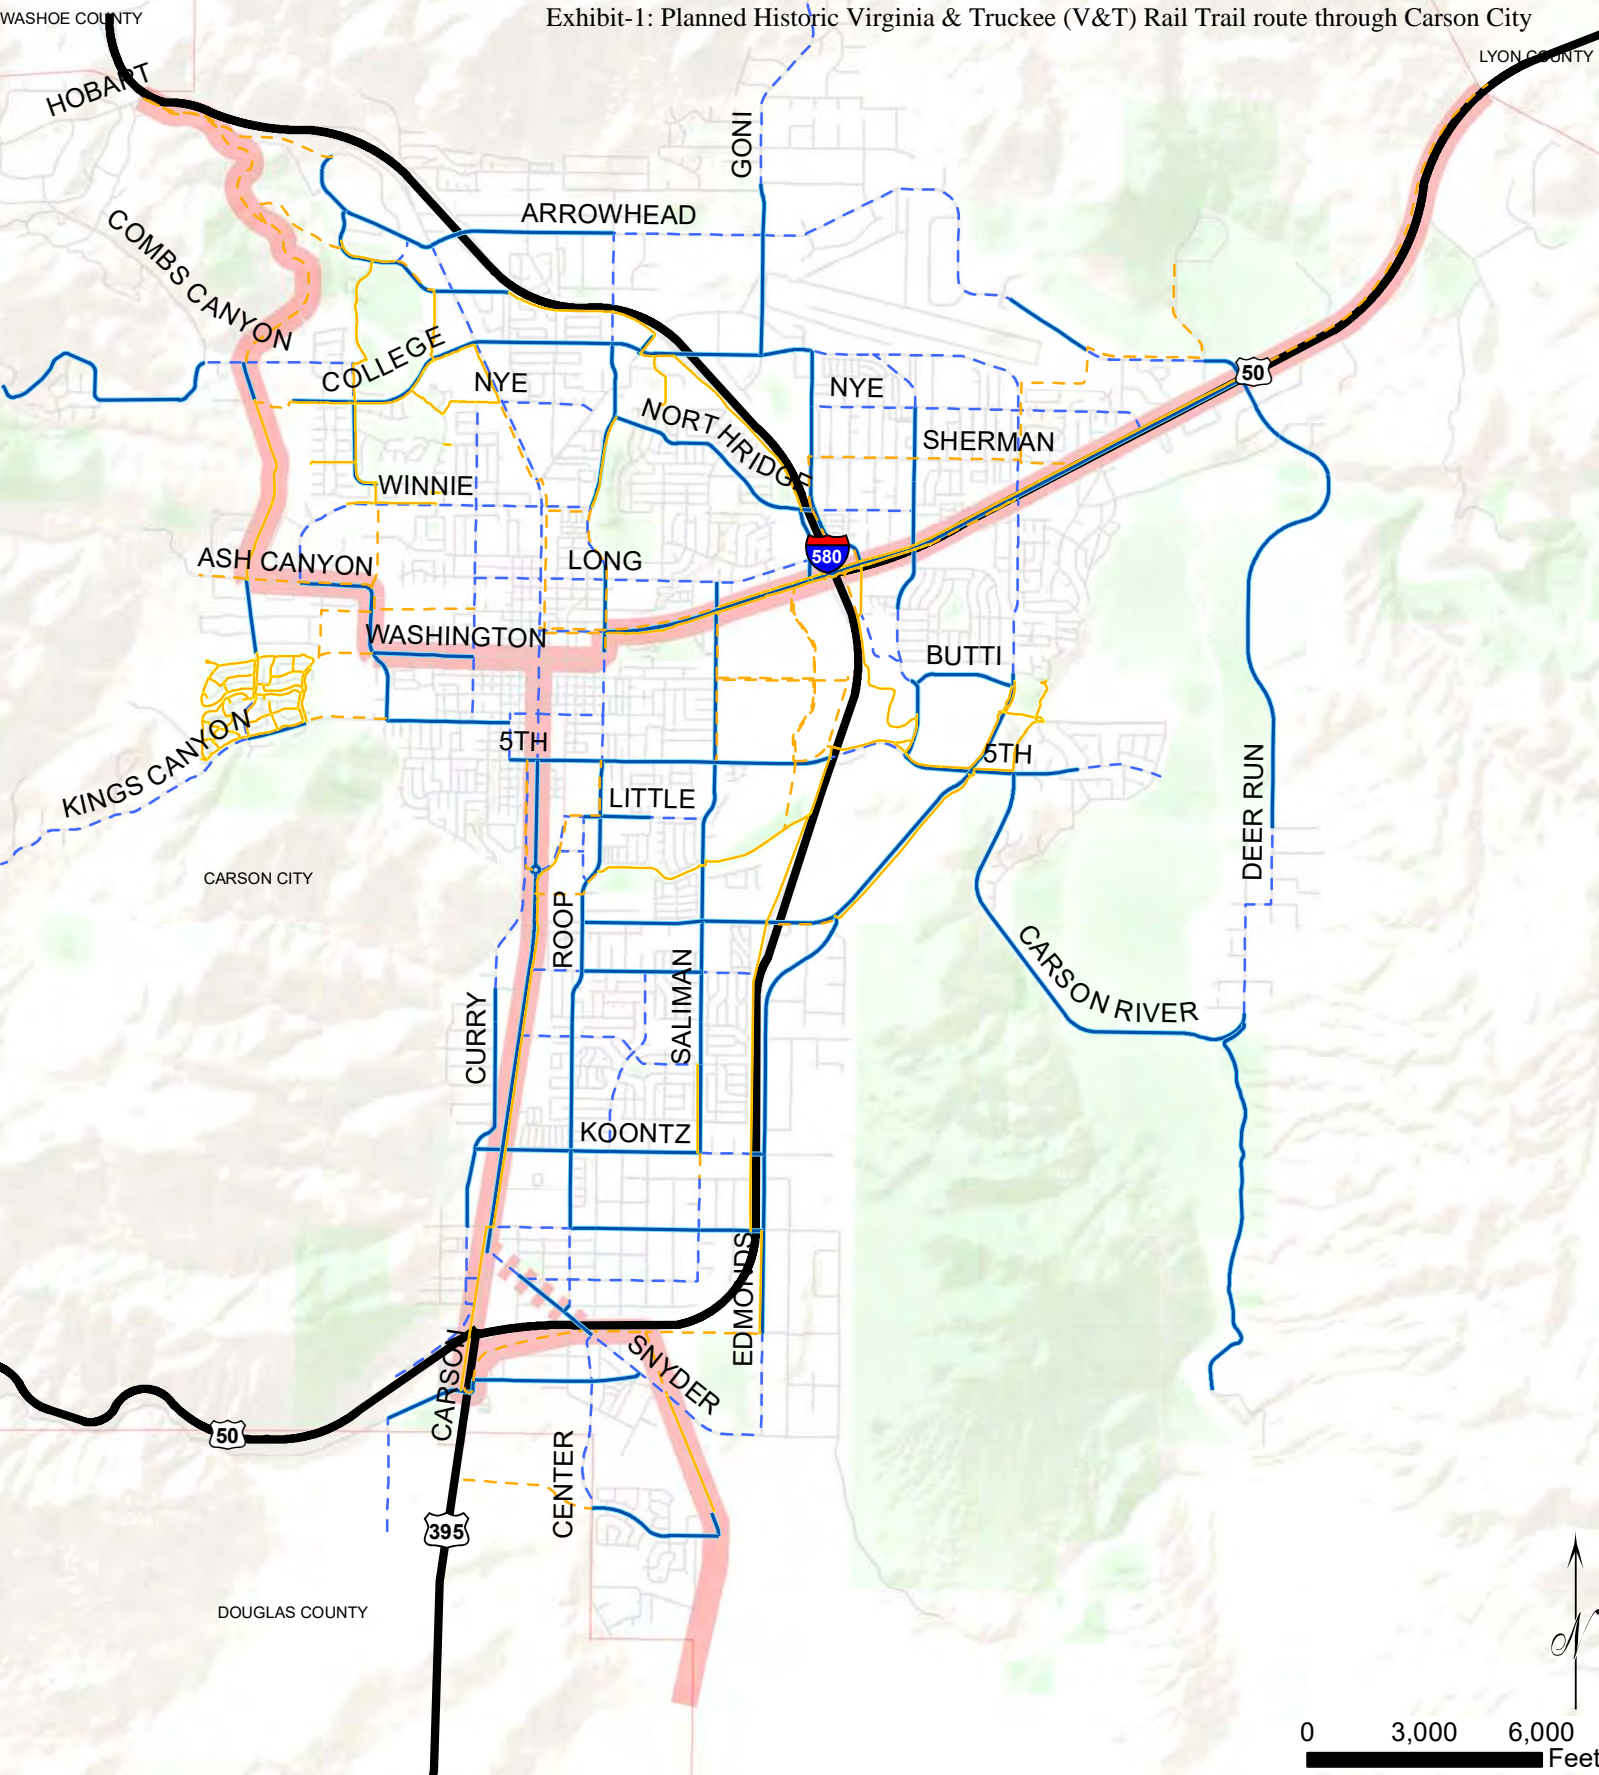 WASHOE COUNTY
Exhibit-1: Planned Historic Virginia & Truckee (V&T) Rail Trail route through Carson City
LYON COUNTY
HOBART
GONI
ARROWHEAD
COMBS CANYON
COLLEGE
NYE
NYE
50
NORTHRIDGE
SHERMAN
WINNIE
ASH CANYON
LONG
580
WASHINGTON
BUTTI
KINGS CANYON
5TH
5TH
DEER RUN
LITTLE
CARSON CITY
ROOP
SALIMAN
CARSON RIVER
CURRY
KOONTZ
EDMONDS
SNYDER
CARSON
50
CENTER
395
DOUGLAS COUNTY
N
0 3,000 6,000
Feet